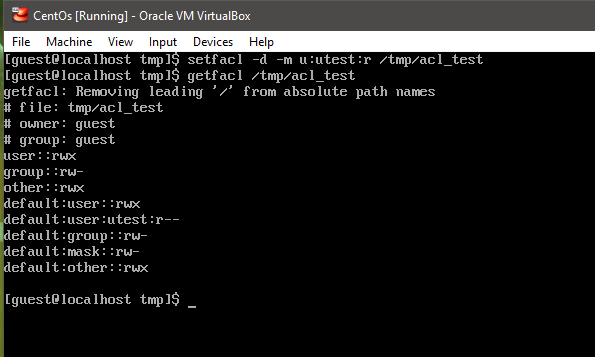 CentOs [Running] - Oracle VM VirtualBox
File Machine View Input Devices Help
[guest@localhost tmp]$ setfacl -d -m u:utest:r /tmp/acl_test
[guest@localhost tmp]$ getfacl /tmp/acl_test
getfacl: Removing leading '/' from absolute path names
# file: tmp/acl_test
# owner: guest
# group: guest
user::rwx
group::rw-
other::rwx
default:user::rwx
default:user:utest:r--
default:group::rw-
default:mask::rw-
default:other::rwx
[guest@localhost tmp]$ _